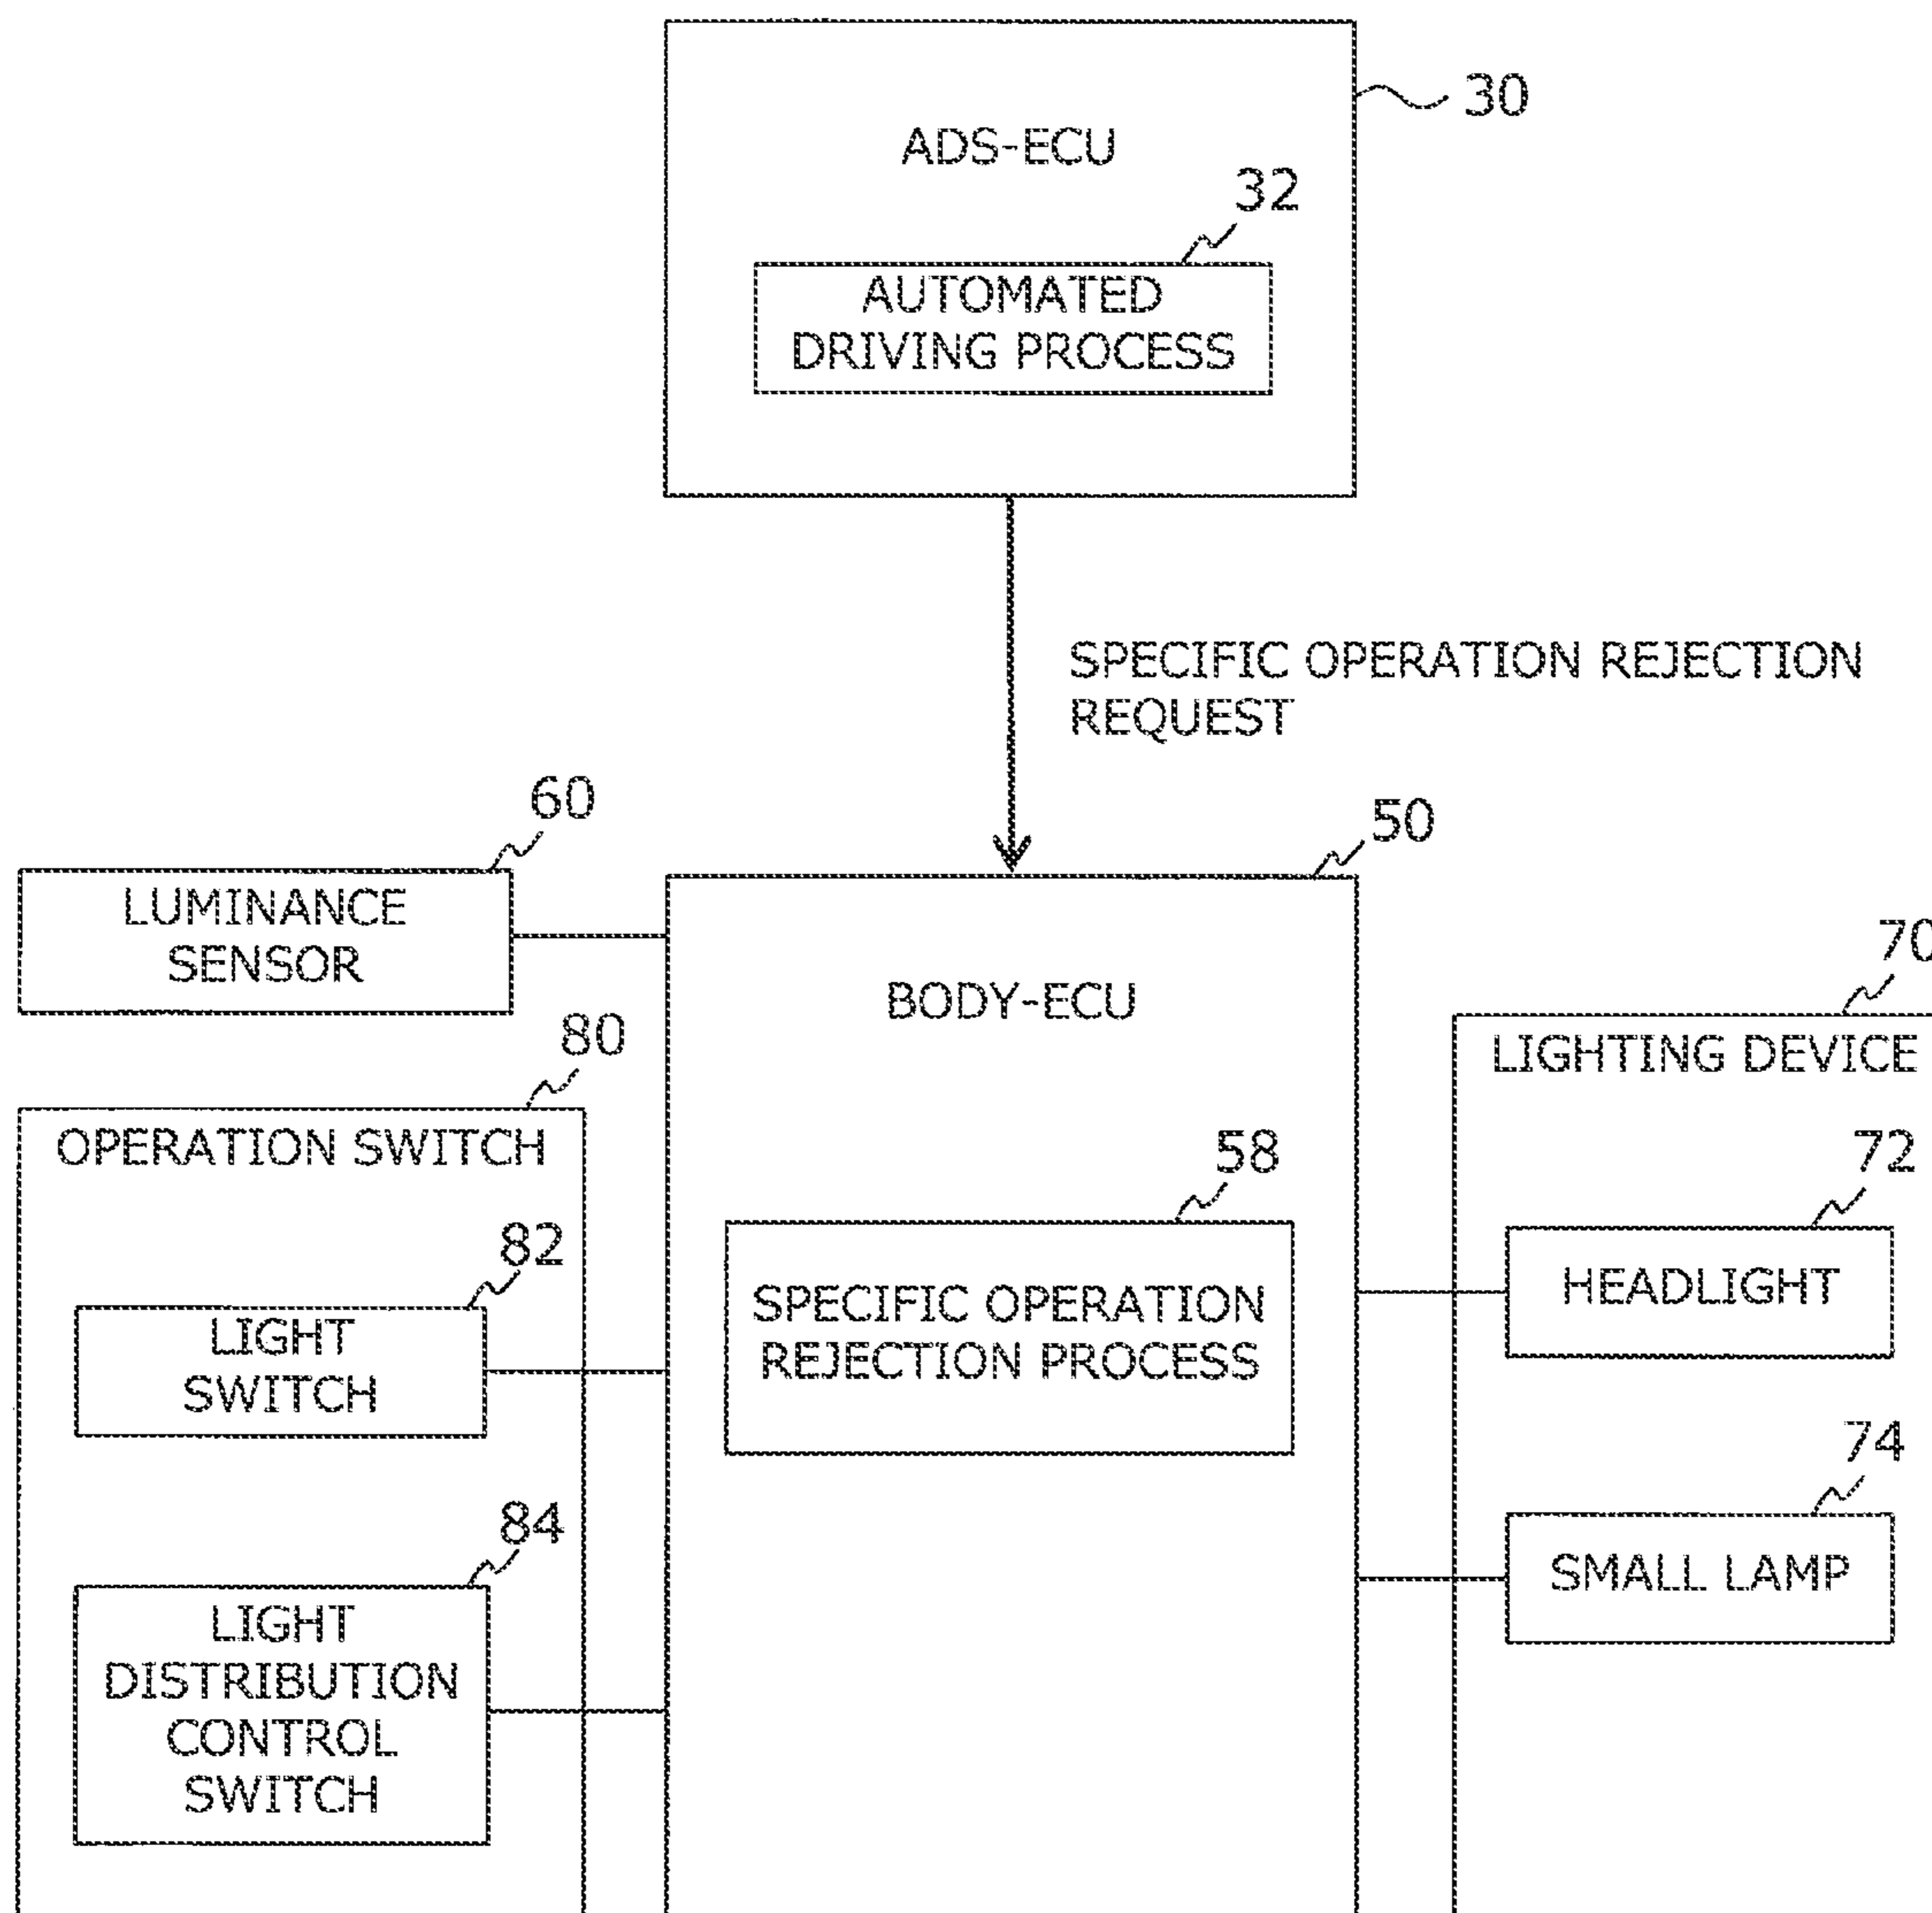 30
ADS-ECU
32
AUTOMATED
DRIVING PROCESS
SPECIFIC OPERATION REJECTION
REQUEST
60
LUMINANCE
SENSOR
50
BODY-ECU
70
LIGHTING DEVICE
80
OPERATION SWITCH
58
SPECIFIC OPERATION
REJECTION PROCESS
72
HEADLIGHT
82
LIGHT
SWITCH
74
SMALL LAMP
84
LIGHT
DISTRIBUTION
CONTROL
SWITCH